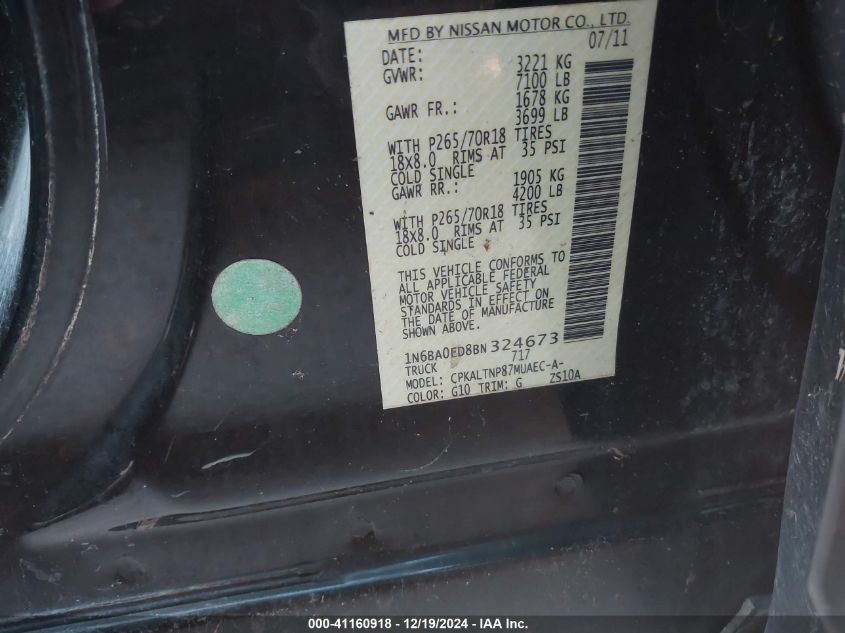 MFD BY NISSAN MOTOR CO., LTD.
DATE: 07/11
GVWR: 3221 KG
7100 LB
GAWR FR.: 1678 KG
3699 LB
WITH P265/70R18 TIRES
18X8.0 RIMS AT 35 PSI
COLD SINGLE
GAWR RR.: 1905 KG
4200 LB
WITH P265/70R18 TIRES
18X8.0 RIMS AT 35 PSI
COLD SINGLE
THIS VEHICLE CONFORMS TO
ALL APPLICABLE FEDERAL
MOTOR VEHICLE SAFETY
STANDARDS IN EFFECT ON
THE DATE OF MANUFACTURE
SHOWN ABOVE.
1N6BA0ED8BN324673
TRUCK 717
MODEL: CPKALTNP87MUAEC-A-
COLOR: G10 TRIM: G ZS10A
000-41160918 - 12/19/2024 - IAA Inc.